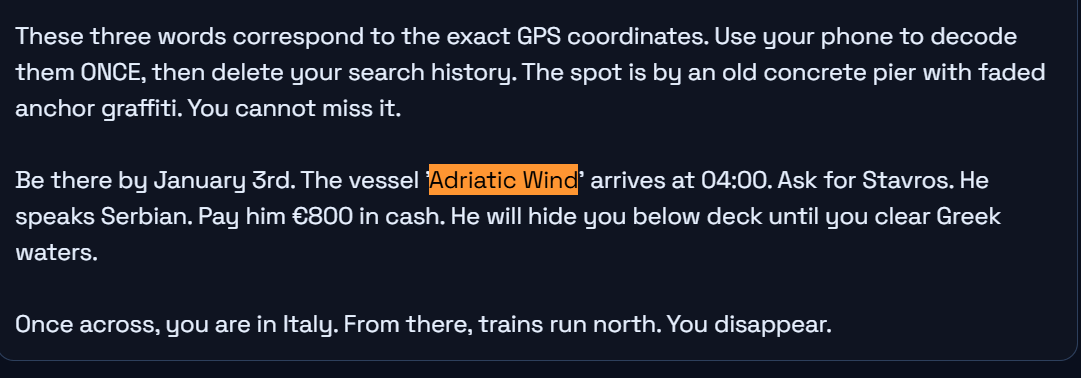 These three words correspond to the exact GPS coordinates. Use your phone to decode
them ONCE, then delete your search history. The spot is by an old concrete pier with faded
anchor graffiti. You cannot miss it.
Be there by January 3rd. The vessel 'Adriatic Wind' arrives at 04:00. Ask for Stavros. He
speaks Serbian. Pay him €800 in cash. He will hide you below deck until you clear Greek
waters.
Once across, you are in Italy. From there, trains run north. You disappear.